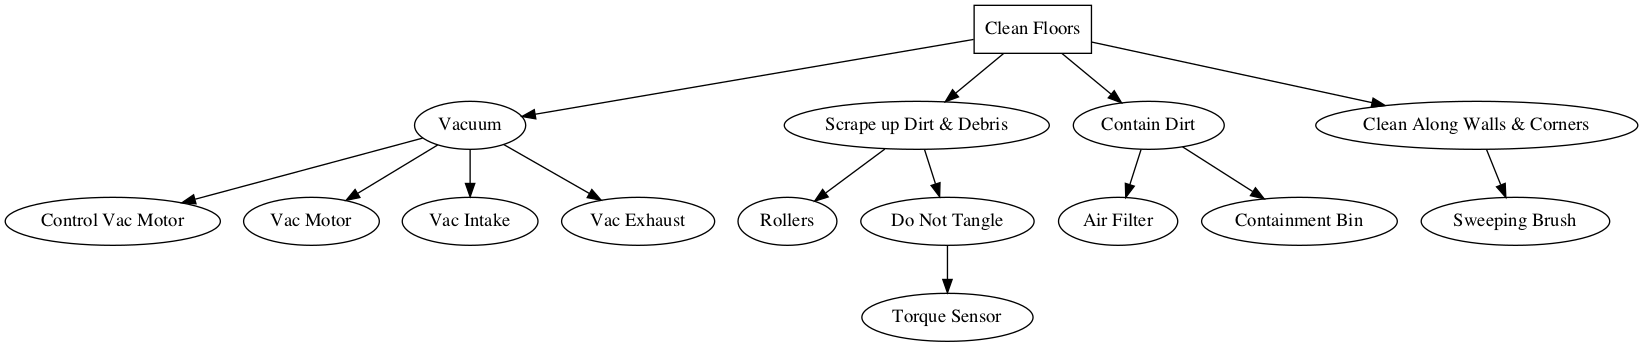 Clean Floors
Vacuum
Scrape up Dirt & Debris
Contain Dirt
Clean Along Walls & Corners
Control Vac Motor
Vac Motor
Vac Intake
Vac Exhaust
Rollers
Do Not Tangle
Air Filter
Containment Bin
Sweeping Brush
Torque Sensor